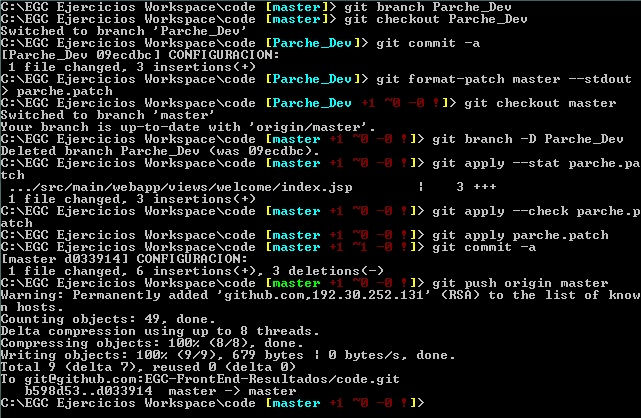 C:\EGC Ejercicios Workspace\code [master]> git branch Parche_Dev
C:\EGC Ejercicios Workspace\code [master]> git checkout Parche_Dev
Switched to branch 'Parche_Dev'
C:\EGC Ejercicios Workspace\code [Parche_Dev]> git commit -a
[Parche_Dev 09ecdbc] CONFIGURACION:
 1 file changed, 3 insertions(+)
C:\EGC Ejercicios Workspace\code [Parche_Dev]> git format-patch master --stdout
> parche.patch
C:\EGC Ejercicios Workspace\code [Parche_Dev +1 ~0 -0 !]> git checkout master
Switched to branch 'master'
Your branch is up-to-date with 'origin/master'.
C:\EGC Ejercicios Workspace\code [master +1 ~0 -0 !]> git branch -D Parche_Dev
Deleted branch Parche_Dev (was 09ecdbc).
C:\EGC Ejercicios Workspace\code [master +1 ~0 -0 !]> git apply --stat parche.pa
tch
 .../src/main/webapp/views/welcome/index.jsp        |    3 +++
 1 file changed, 3 insertions(+)
C:\EGC Ejercicios Workspace\code [master +1 ~0 -0 !]> git apply --check parche.p
atch
C:\EGC Ejercicios Workspace\code [master +1 ~0 -0 !]> git apply parche.patch
C:\EGC Ejercicios Workspace\code [master +1 ~1 -0 !]> git commit -a
[master d033914] CONFIGURACION:
 1 file changed, 6 insertions(+), 3 deletions(-)
C:\EGC Ejercicios Workspace\code [master +1 ~0 -0 !]> git push origin master
Warning: Permanently added 'github.com,192.30.252.131' (RSA) to the list of know
n hosts.
Counting objects: 49, done.
Delta compression using up to 8 threads.
Compressing objects: 100% (8/8), done.
Writing objects: 100% (9/9), 679 bytes | 0 bytes/s, done.
Total 9 (delta 7), reused 0 (delta 0)
To git@github.com:EGC-FrontEnd-Resultados/code.git
   b598d53..d033914  master -> master
C:\EGC Ejercicios Workspace\code [master +1 ~0 -0 !]>